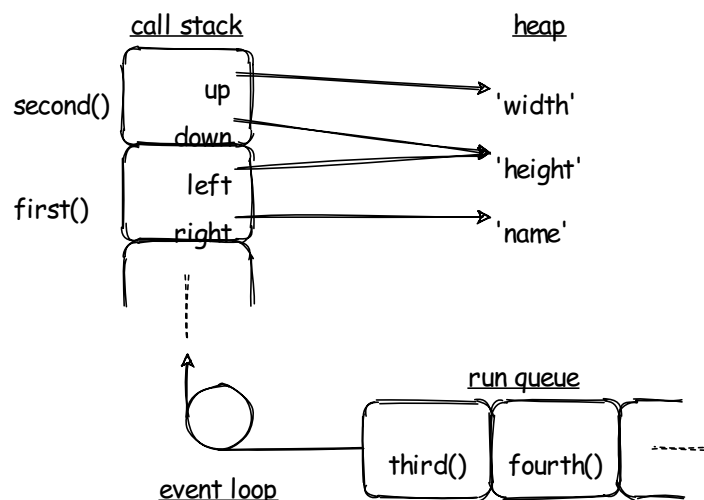 call stack
heap
up
'width'
second()
down
'height'
left
first()
right
'name'
run queue
third()
fourth()
event loop